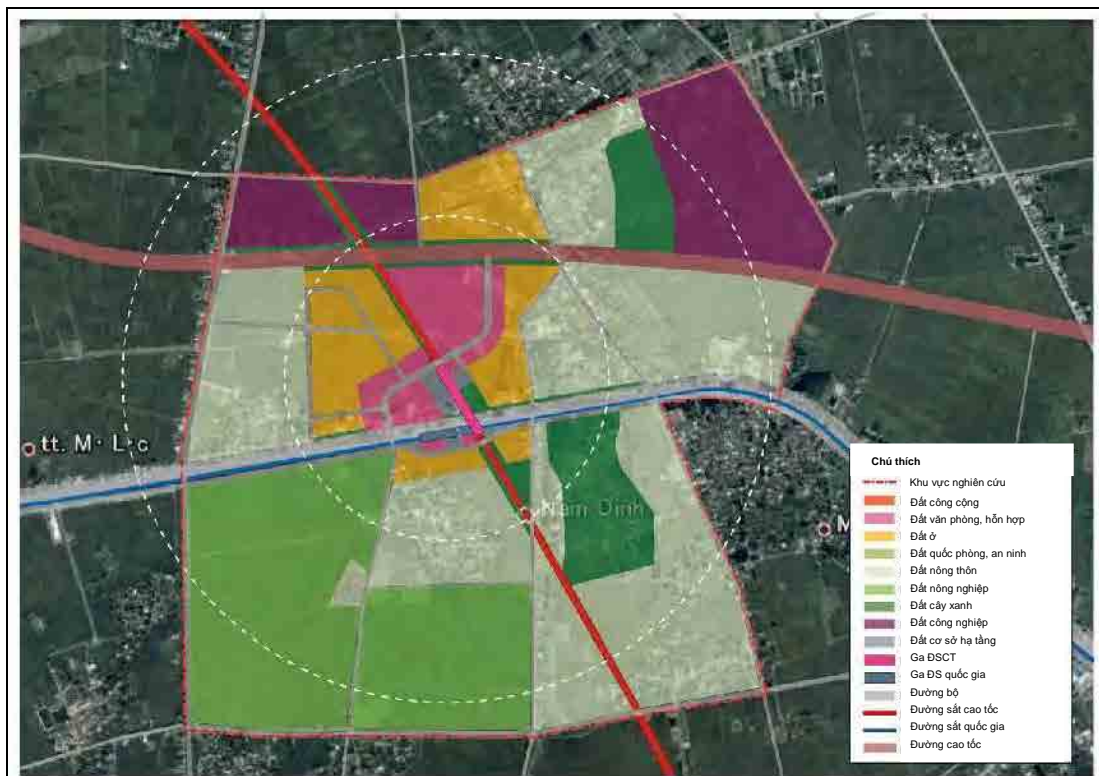 tt. M
Nam Định
Chú thích
Khu vực nghiên cứu
Đất công cộng
Đất văn phòng, hỗn hợp
Đất ở
Đất quốc phòng, an ninh
Đất nông thôn
Đất nông nghiệp
Đất cây xanh
Đất công nghiệp
Đất cơ sở hạ tầng
Ga ĐSCT
Ga ĐS quốc gia
Đường bộ
Đường sắt cao tốc
Đường sắt quốc gia
Đường cao tốc